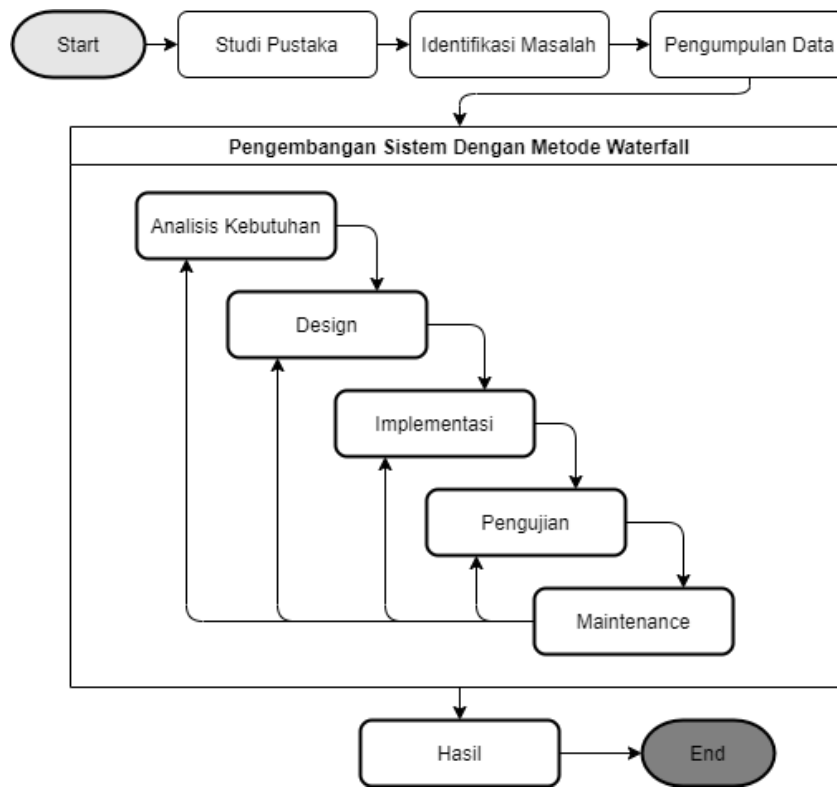 Start
Studi Pustaka
Identifikasi Masalah
Pengumpulan Data
Pengembangan Sistem Dengan Metode Waterfall
Analisis Kebutuhan
Design
Implementasi
Pengujian
Maintenance
Hasil
End